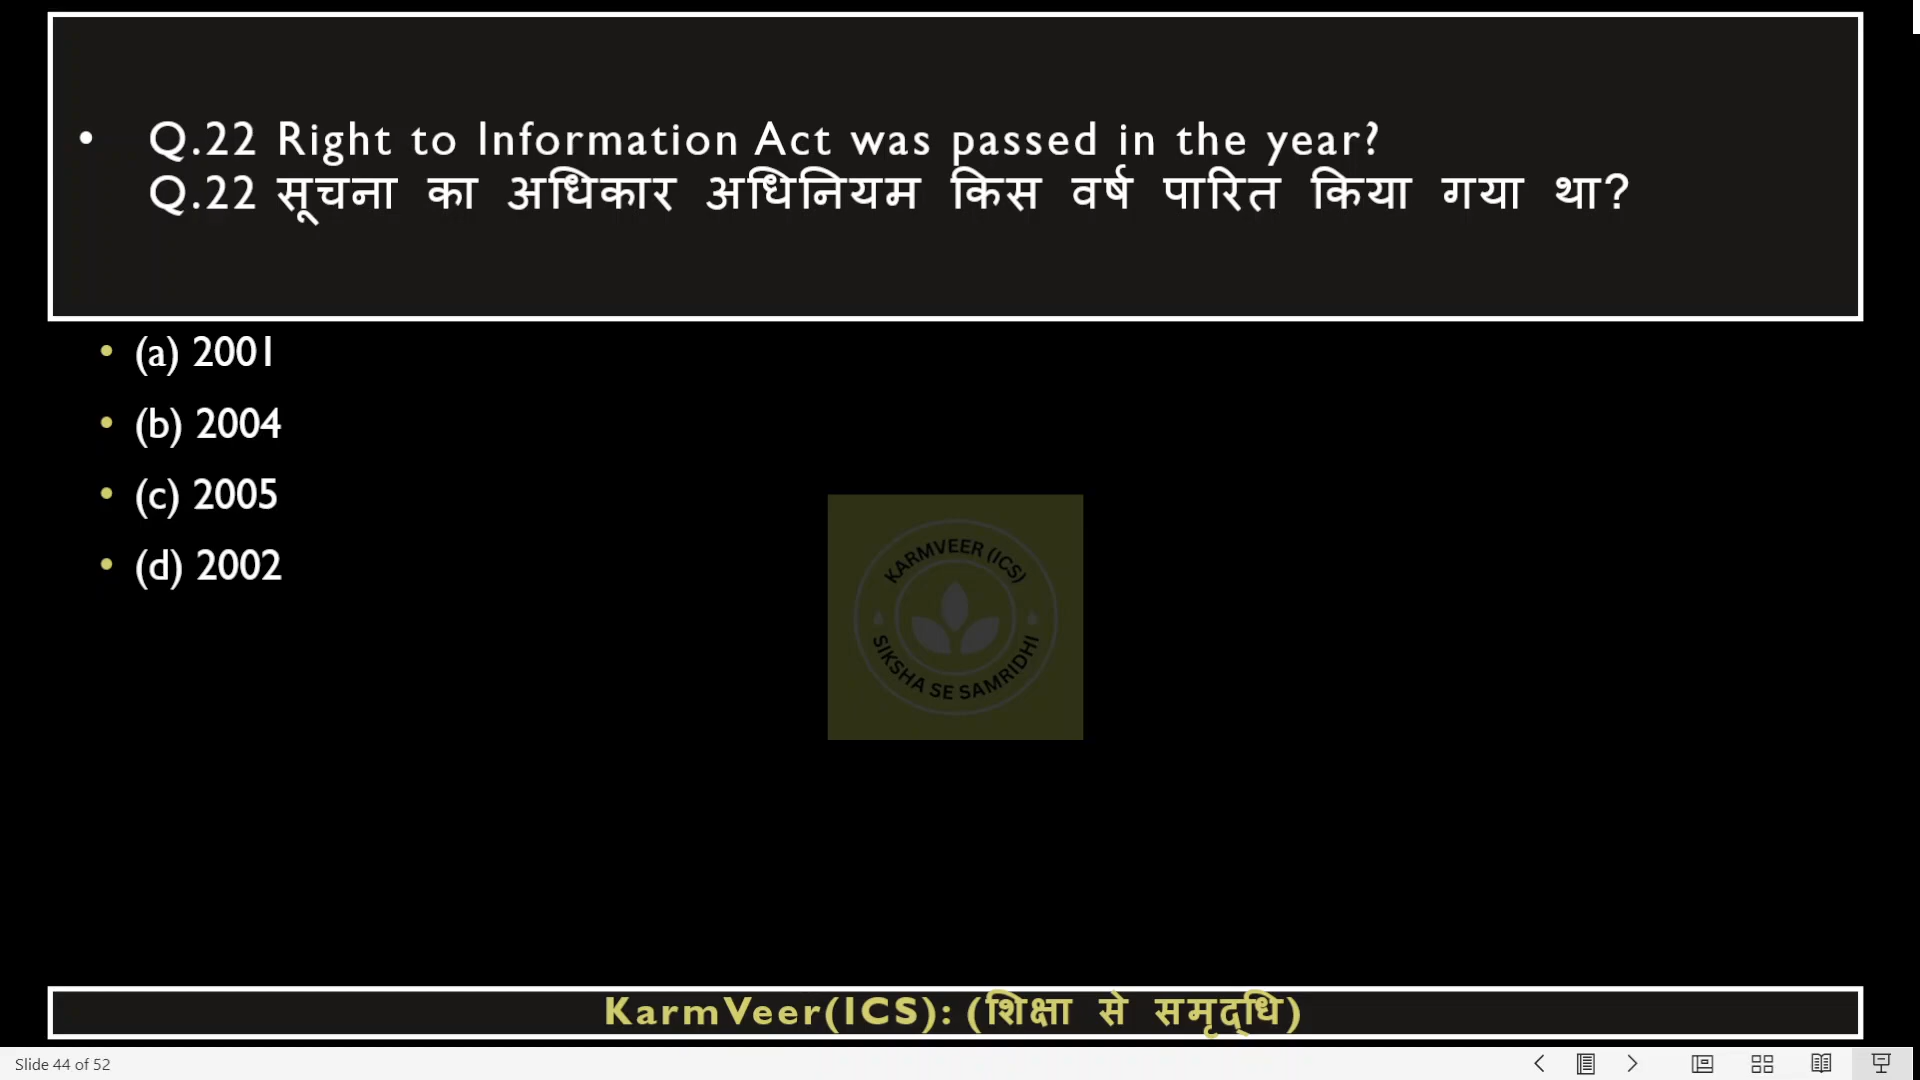 • Q.22 Right to Information Act was passed in the year?
Q.22 सूचना का अधिकार अधिनियम किस वर्ष पारित किया गया था?
• (a) 2001
• (b) 2004
• (c) 2005
• (d) 2002
KARMVEER (ICS)
SIKSHA SE SAMRIDHI
KarmVeer(ICS): (शिक्षा से समृद्धि)
Slide 44 of 52